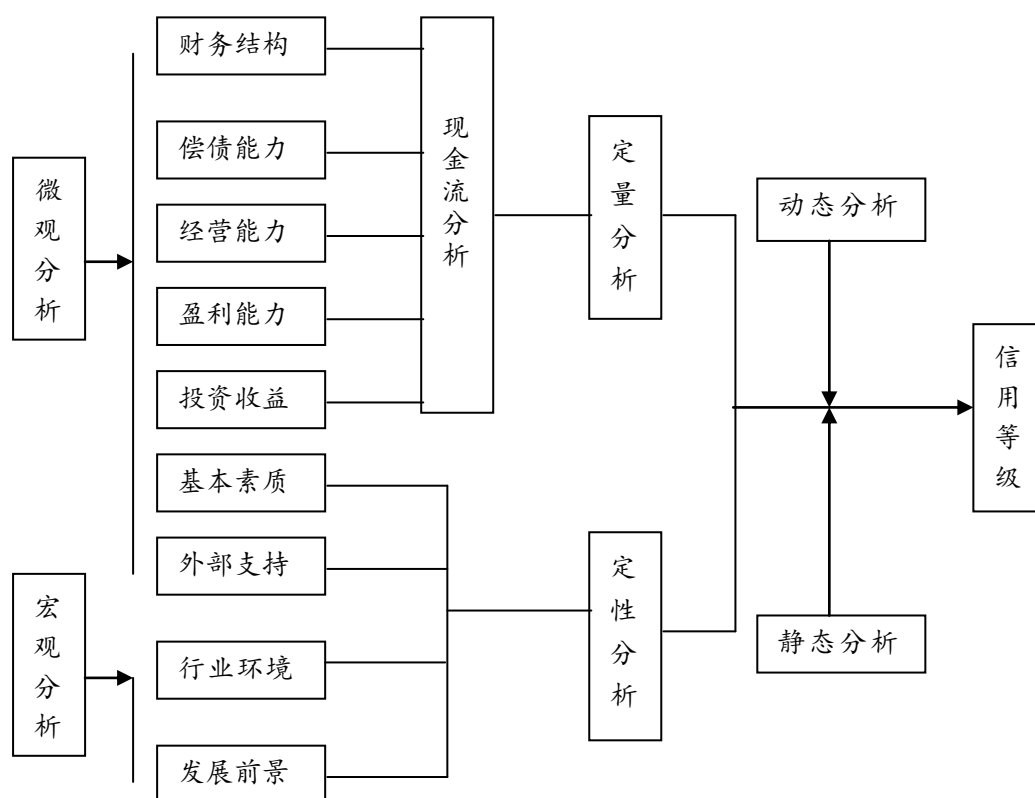 微观分析
宏观分析
财务结构
偿债能力
经营能力
盈利能力
投资收益
基本素质
外部支持
行业环境
发展前景
现金流分析
定量分析
定性分析
动态分析
静态分析
信用等级